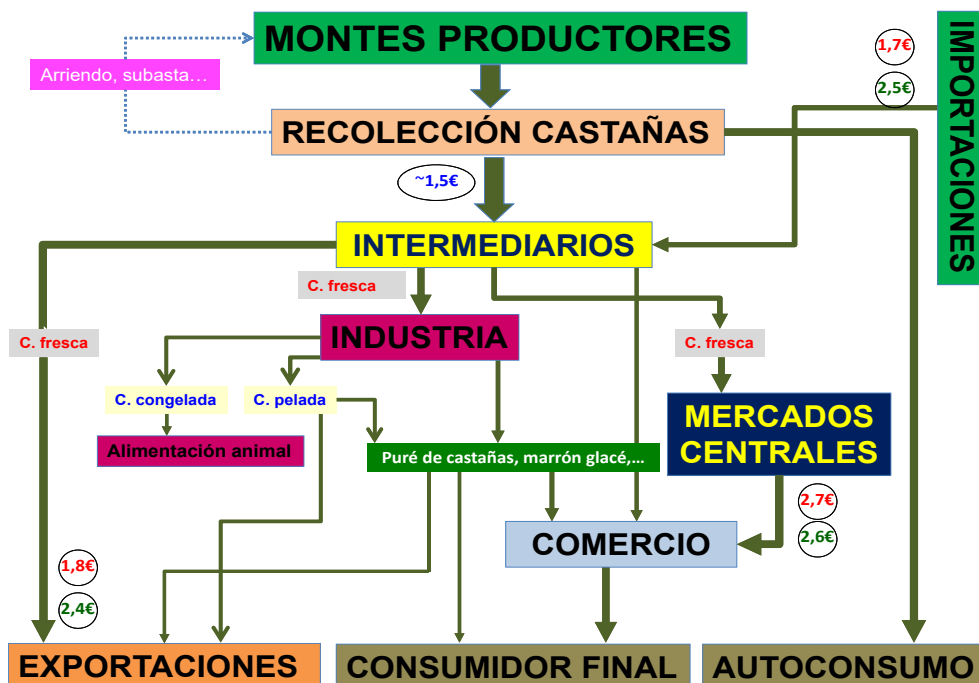 MONTES PRODUCTORES
IMPORTACIONES
1,7€
2,5€
Arriendo, subasta…
RECOLECCIÓN CASTAÑAS
~1,5€
INTERMEDIARIOS
C. fresca
INDUSTRIA
C. fresca
C. fresca
C. congelada
C. pelada
MERCADOS
CENTRALES
Alimentación animal
Puré de castañas, marrón glacé,…
2,7€
2,6€
COMERCIO
1,8€
2,4€
EXPORTACIONES
CONSUMIDOR FINAL
AUTOCONSUMO